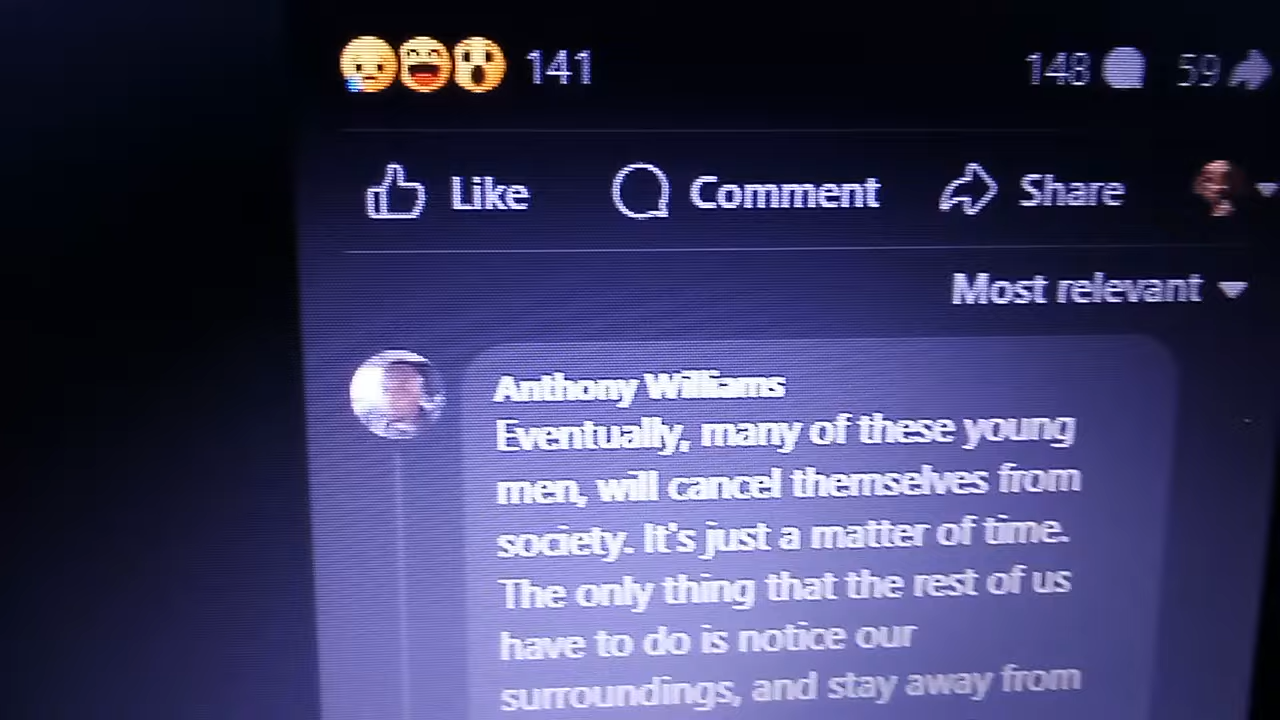 141 148 59
Like Comment Share
Most relevant
Anthony Williams
Eventually, many of these young
men, will cancel themselves from
society. It's just a matter of time.
The only thing that the rest of us
have to do is notice our
surroundings, and stay away from